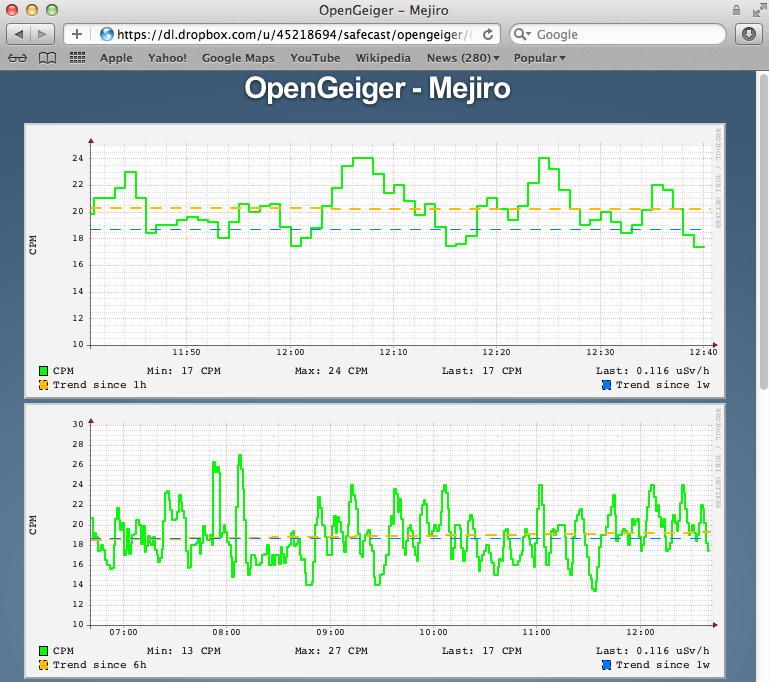 OpenGeiger - Mejiro
https://dl.dropbox.com/u/45218694/safecast/opengeiger/
Google
Apple Yahoo! Google Maps YouTube Wikipedia News (280) Popular
OpenGeiger - Mejiro
RRDTOOL / TOBI OETIKER
CPM
24
22
20
18
16
14
12
10
11:50 12:00 12:10 12:20 12:30 12:40
CPM Min: 17 CPM Max: 24 CPM Last: 17 CPM Last: 0.116 uSv/h
Trend since 1h Trend since 1w
RRDTOOL / TOBI OETIKER
CPM
30
28
26
24
22
20
18
16
14
12
10
07:00 08:00 09:00 10:00 11:00 12:00
CPM Min: 13 CPM Max: 27 CPM Last: 17 CPM Last: 0.116 uSv/h
Trend since 6h Trend since 1w